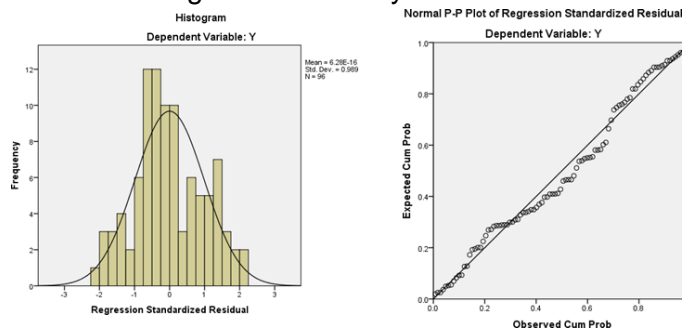 Histogram
Dependent Variable: Y
Mean = 6.28E-16
Std. Dev. = 0.989
N = 96
Frequency
12
10
8
6
4
2
0
-3 -2 -1 0 1 2 3
Regression Standardized Residual
Normal P-P Plot of Regression Standardized Residual
Dependent Variable: Y
Expected Cum Prob
1.0
0.8
0.6
0.4
0.2
0.0
0.0 0.2 0.4 0.6 0.8
Observed Cum Prob